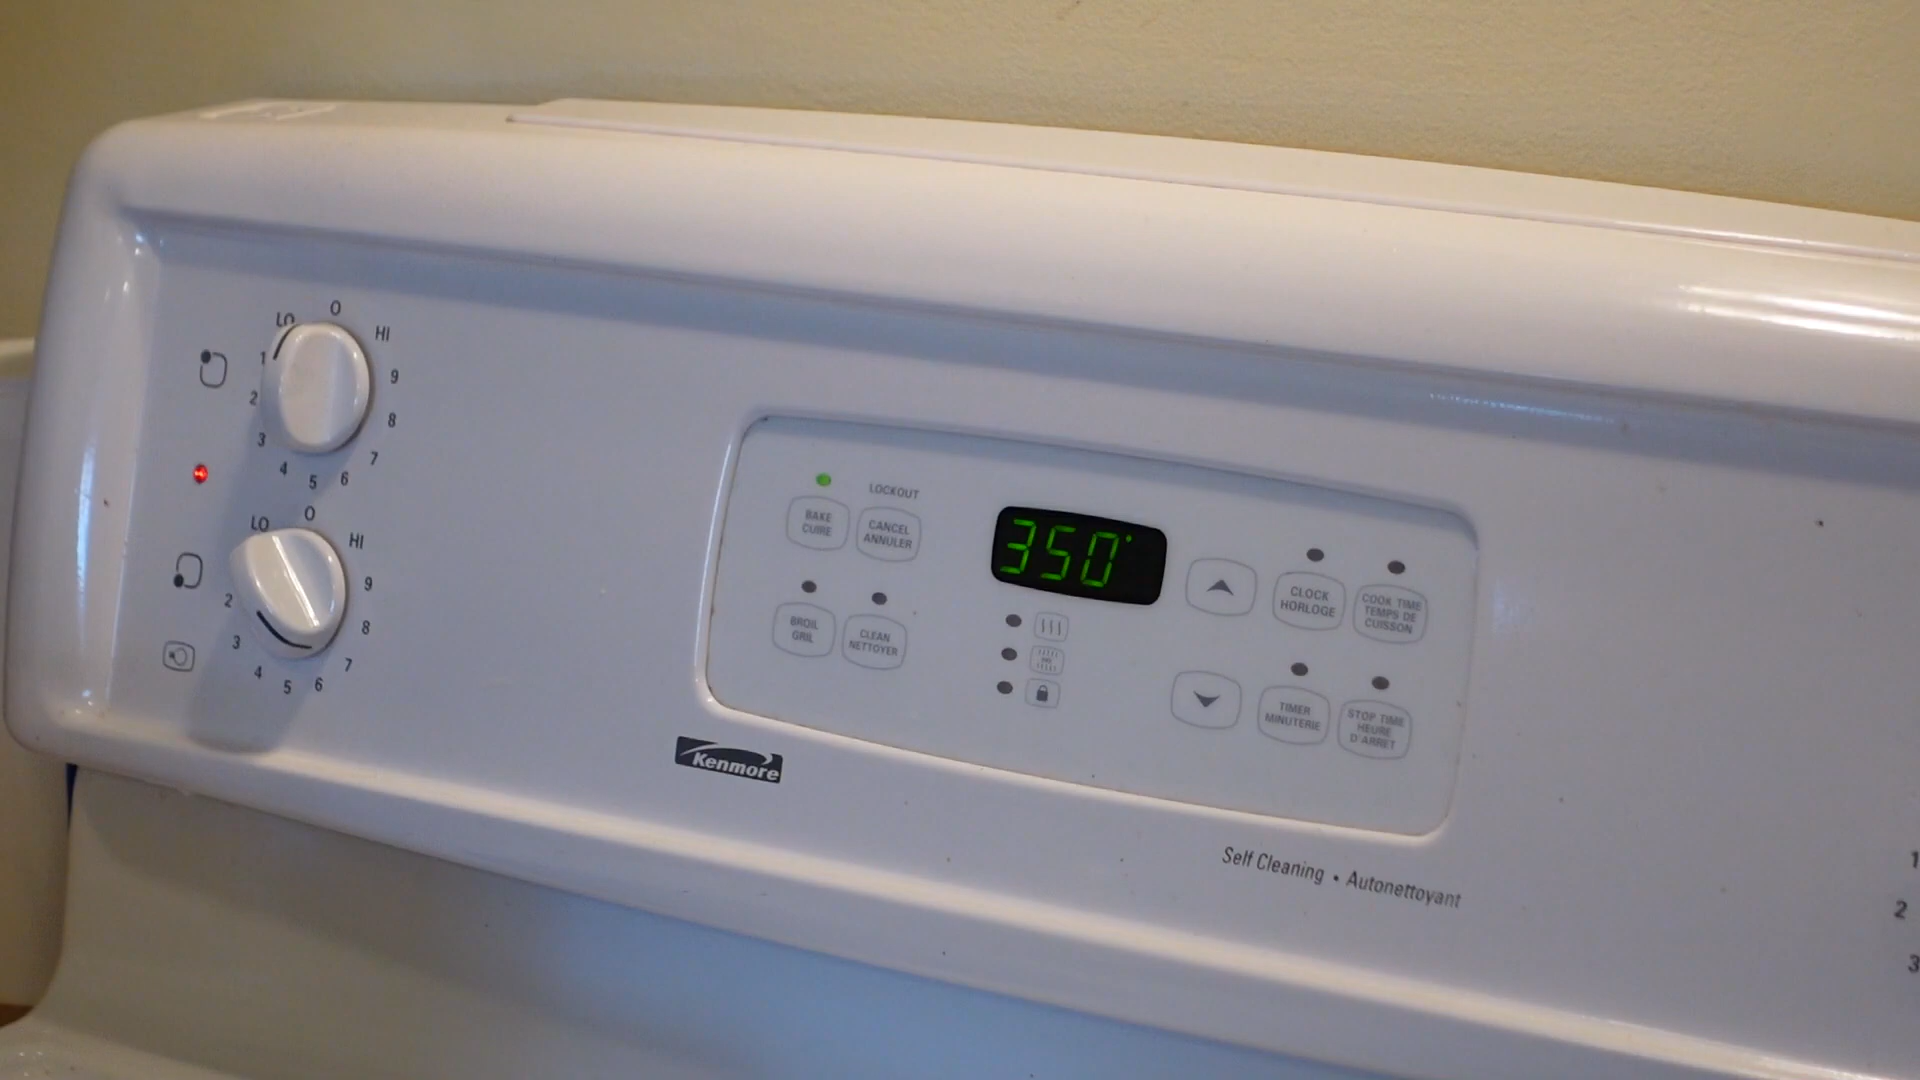 LO
O
HI
1
9
2
8
3
7
4
5
6
LO
O
HI
9
2
8
3
7
4
5
6
LOCKOUT
BAKE
CUIRE
CANCEL
ANNULER
BROIL
GRIL
CLEAN
NETTOYER
350°
CLOCK
HORLOGE
COOK TIME
TEMPS DE
CUISSON
TIMER
MINUTERIE
STOP TIME
HEURE
D'ARRET
Kenmore
Self Cleaning • Autonettoyant
1
2
3